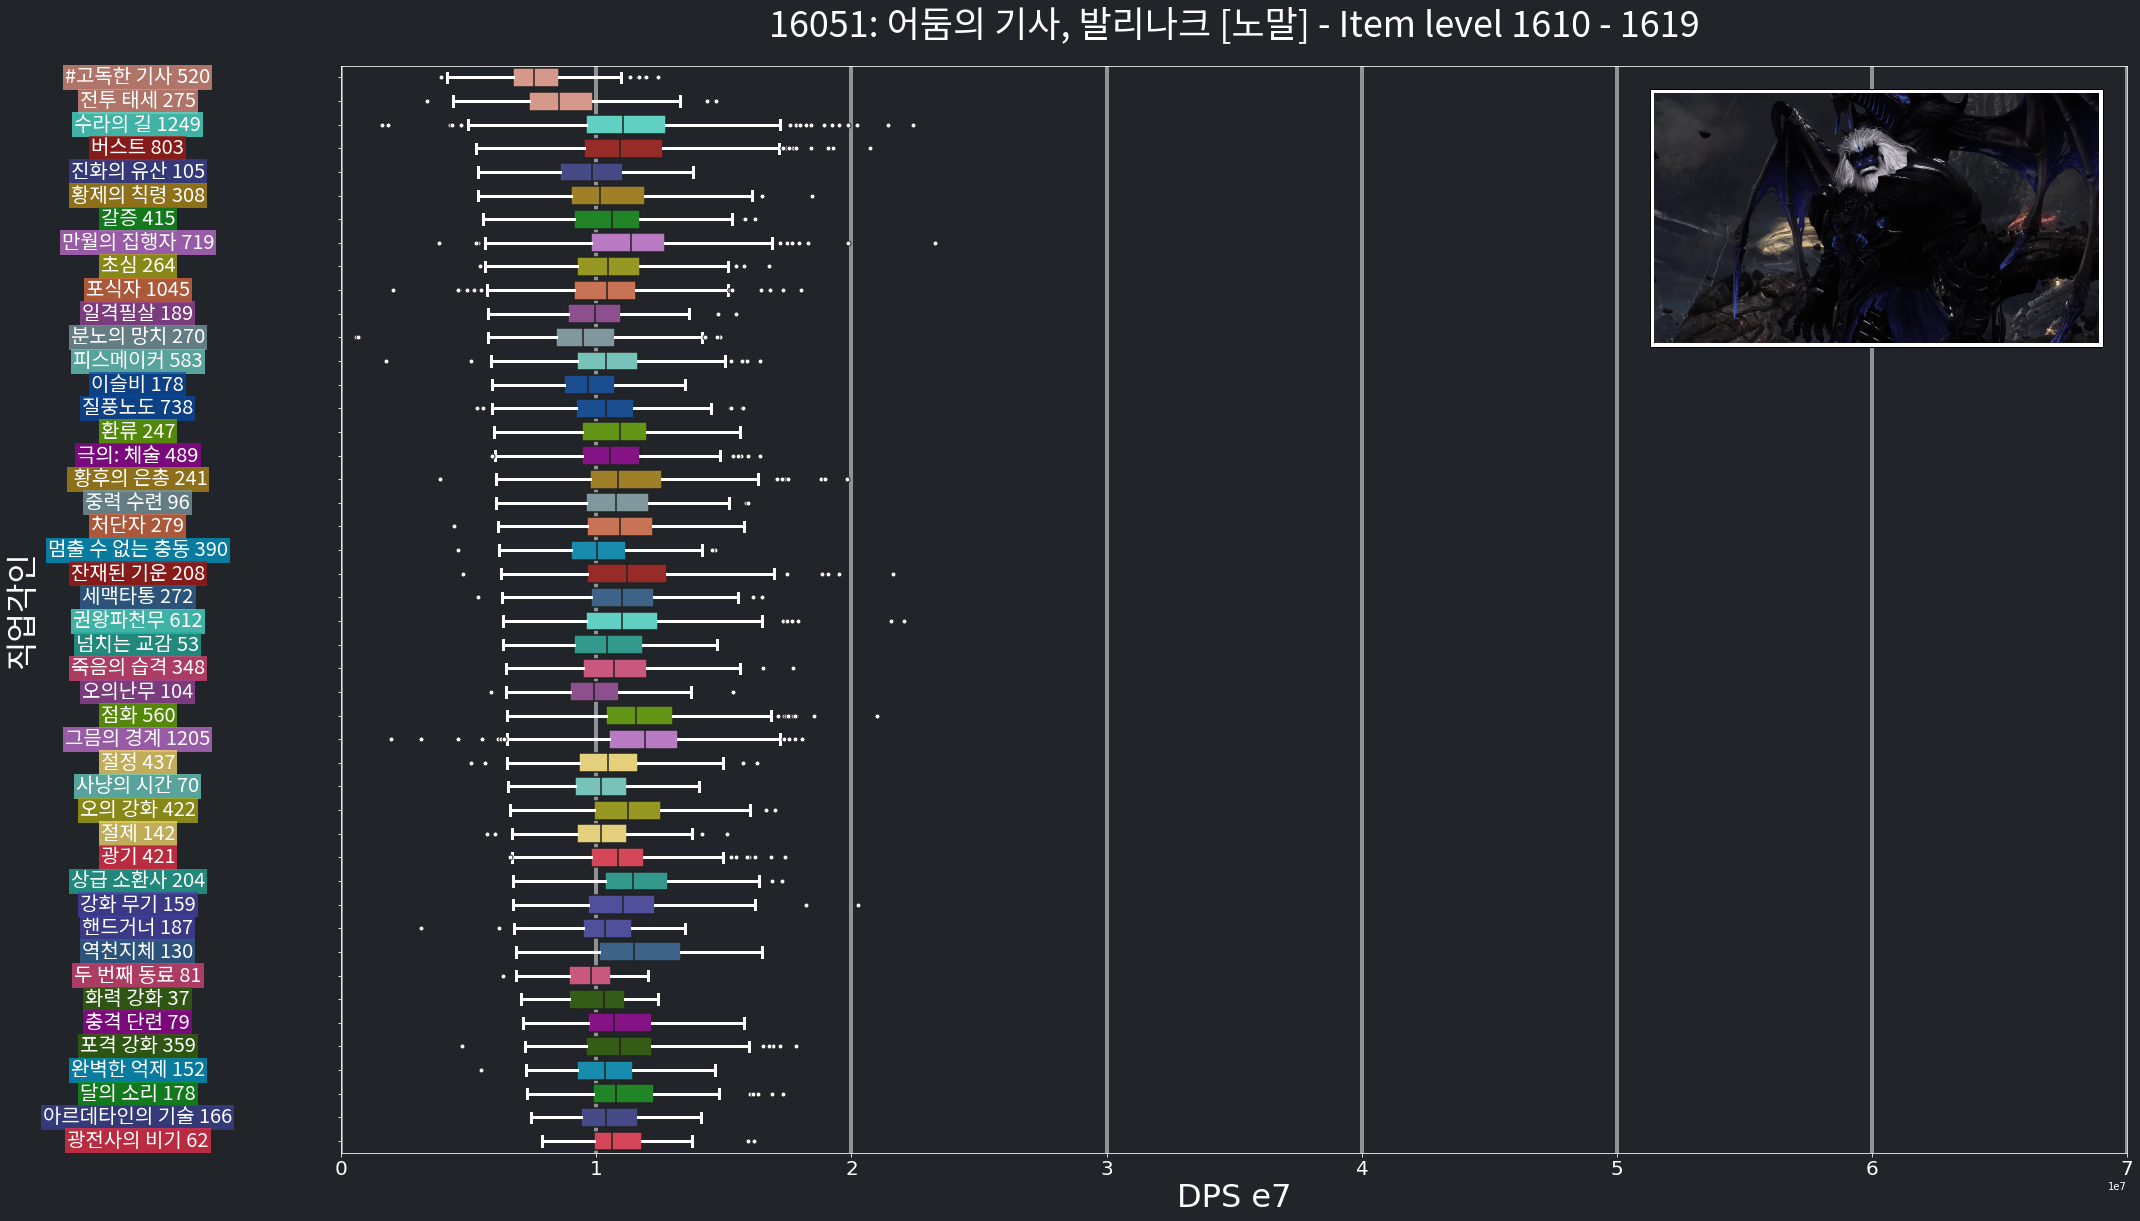 16051: 어둠의 기사, 발리나크 [노말] - Item level 1610 - 1619
#고독한 기사 520
전투 태세 275
수라의 길 1249
버스트 803
진화의 유산 105
황제의 칙령 308
갈증 415
만월의 집행자 719
초심 264
포식자 1045
일격필살 189
분노의 망치 270
피스메이커 583
이슬비 178
질풍노도 738
환류 247
극의: 체술 489
황후의 은총 241
중력 수련 96
처단자 279
멈출 수 없는 충동 390
잔재된 기운 208
세맥타통 272
권왕파천무 612
넘치는 교감 53
죽음의 습격 348
오의난무 104
점화 560
그믐의 경계 1205
절정 437
사냥의 시간 70
오의 강화 422
절제 142
광기 421
상급 소환사 204
강화 무기 159
핸드거너 187
역천지체 130
두 번째 동료 81
화력 강화 37
충격 단련 79
포격 강화 359
완벽한 억제 152
달의 소리 178
아르데타인의 기술 166
광전사의 비기 62
직업각인
0 1 2 3 4 5 6 7
1e7
DPS e7